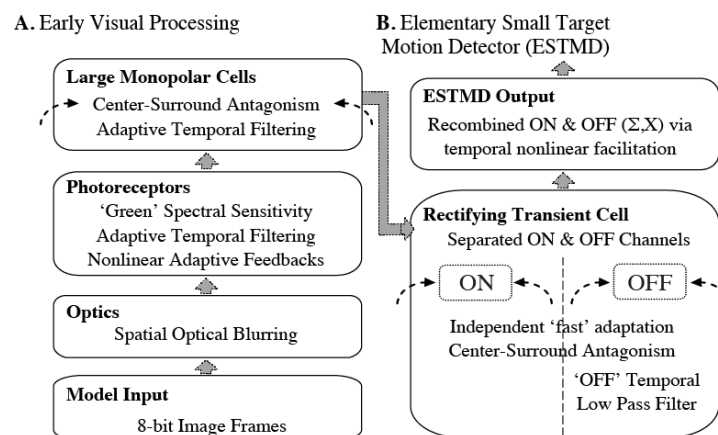 A. Early Visual Processing
Large Monopolar Cells
Center-Surround Antagonism
Adaptive Temporal Filtering
Photoreceptors
‘Green’ Spectral Sensitivity
Adaptive Temporal Filtering
Nonlinear Adaptive Feedbacks
Optics
Spatial Optical Blurring
Model Input
8-bit Image Frames
B. Elementary Small Target
Motion Detector (ESTMD)
ESTMD Output
Recombined ON & OFF (Σ,X) via
temporal nonlinear facilitation
Rectifying Transient Cell
Separated ON & OFF Channels
ON OFF
Independent ‘fast’ adaptation
Center-Surround Antagonism
‘OFF’ Temporal
Low Pass Filter